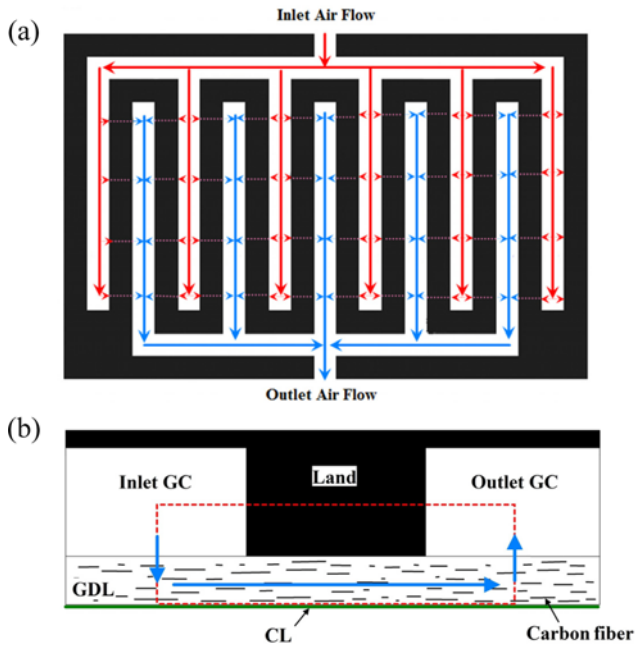 (a)
Inlet Air Flow
Outlet Air Flow
(b)
Inlet GC
Land
Outlet GC
GDL
CL
Carbon fiber